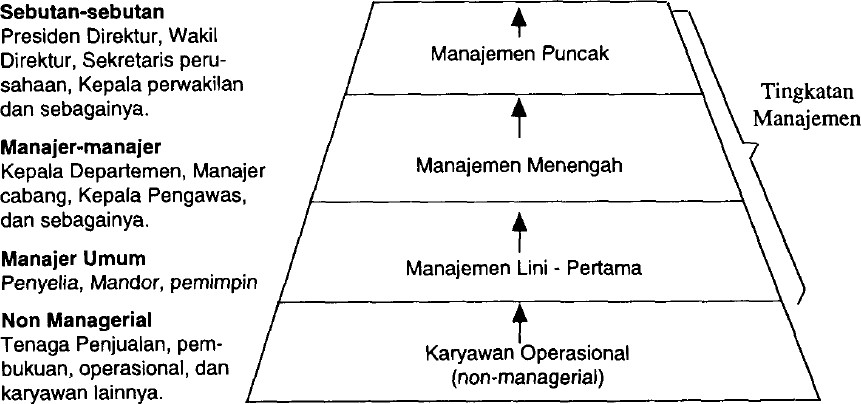 Sebutan-sebutan
Presiden Direktur, Wakil
Direktur, Sekretaris peru-
sahaan, Kepala perwakilan
dan sebagainya.
Manajer-manajer
Kepala Departemen, Manajer
cabang, Kepala Pengawas,
dan sebagainya.
Manajer Umum
Penyelia, Mandor, pemimpin
Non Managerial
Tenaga Penjualan, pem-
bukuan, operasional, dan
karyawan lainnya.
Manajemen Puncak
Manajemen Menengah
Manajemen Lini - Pertama
Karyawan Operasional
(non-managerial)
Tingkatan
Manajemen